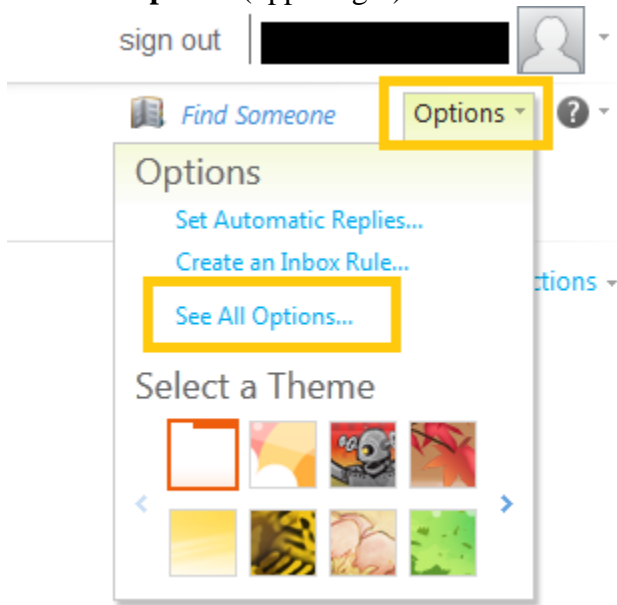 sign out
Find Someone
Options
?
Options
Set Automatic Replies...
Create an Inbox Rule...
See All Options...
Select a Theme